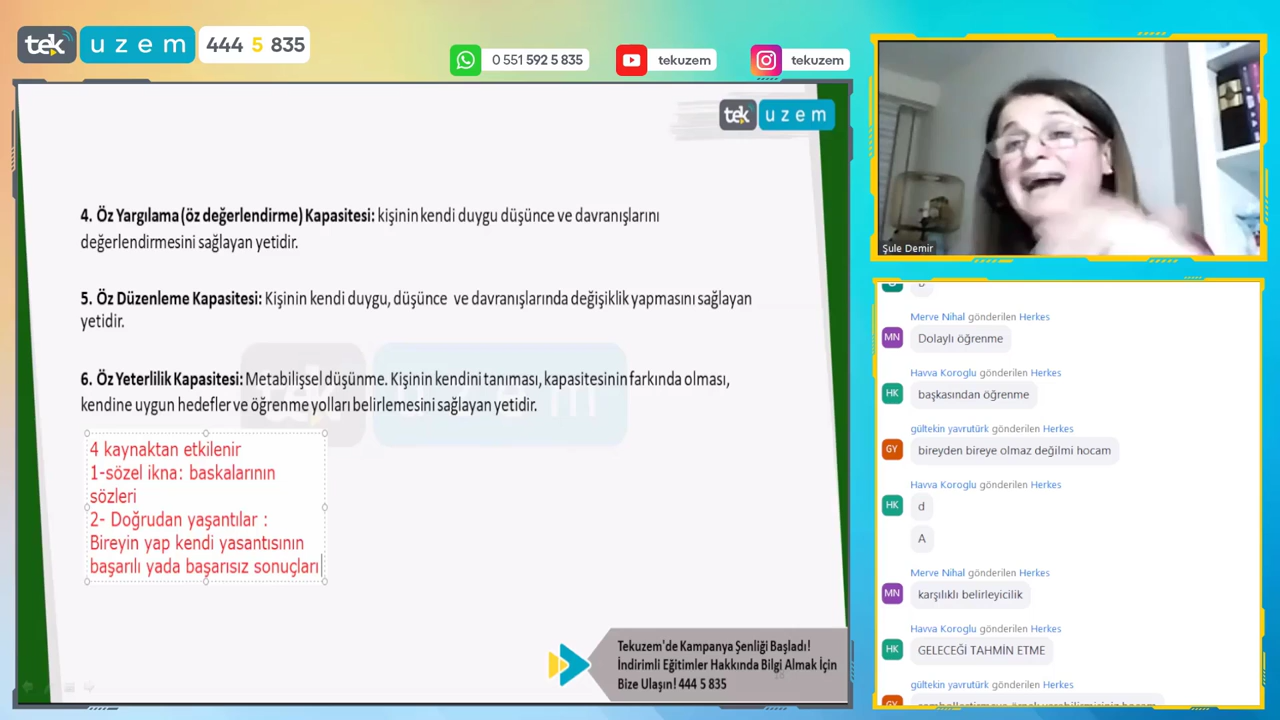 tek uzem 444 5 835
0 551 592 5 835
tekuzem
tekuzem
tek uzem
4. Öz Yargılama (öz değerlendirme) Kapasitesi: kişinin kendi duygu düşünce ve davranışlarını
değerlendirmesini sağlayan yetidir.
5. Öz Düzenleme Kapasitesi: Kişinin kendi duygu, düşünce ve davranışlarında değişiklik yapmasını sağlayan
yetidir.
6. Öz Yeterlilik Kapasitesi: Metabilişsel düşünme. Kişinin kendini tanıması, kapasitesinin farkında olması,
kendine uygun hedefler ve öğrenme yolları belirlemesini sağlayan yetidir.
4 kaynaktan etkilenir
1-sözel ikna: baskalarının
sözleri
2- Doğrudan yaşantılar :
Bireyin yap kendi yasantısının
başarılı yada başarısız sonuçları
Tekuzem'de Kampanya Şenliği Başladı!
İndirimli Eğitimler Hakkında Bilgi Almak İçin
Bize Ulaşın! 444 5 835
Şule Demir
Merve Nihal gönderilen Herkes
MN Dolaylı öğrenme
Havva Koroglu gönderilen Herkes
HK başkasından öğrenme
gültekin yavrutürk gönderilen Herkes
GY bireyden bireye olmaz değilmi hocam
Havva Koroglu gönderilen Herkes
HK d
A
Merve Nihal gönderilen Herkes
MN karşılıklı belirleyicilik
Havva Koroglu gönderilen Herkes
HK GELECEĞİ TAHMİN ETME
gültekin yavrutürk gönderilen Herkes